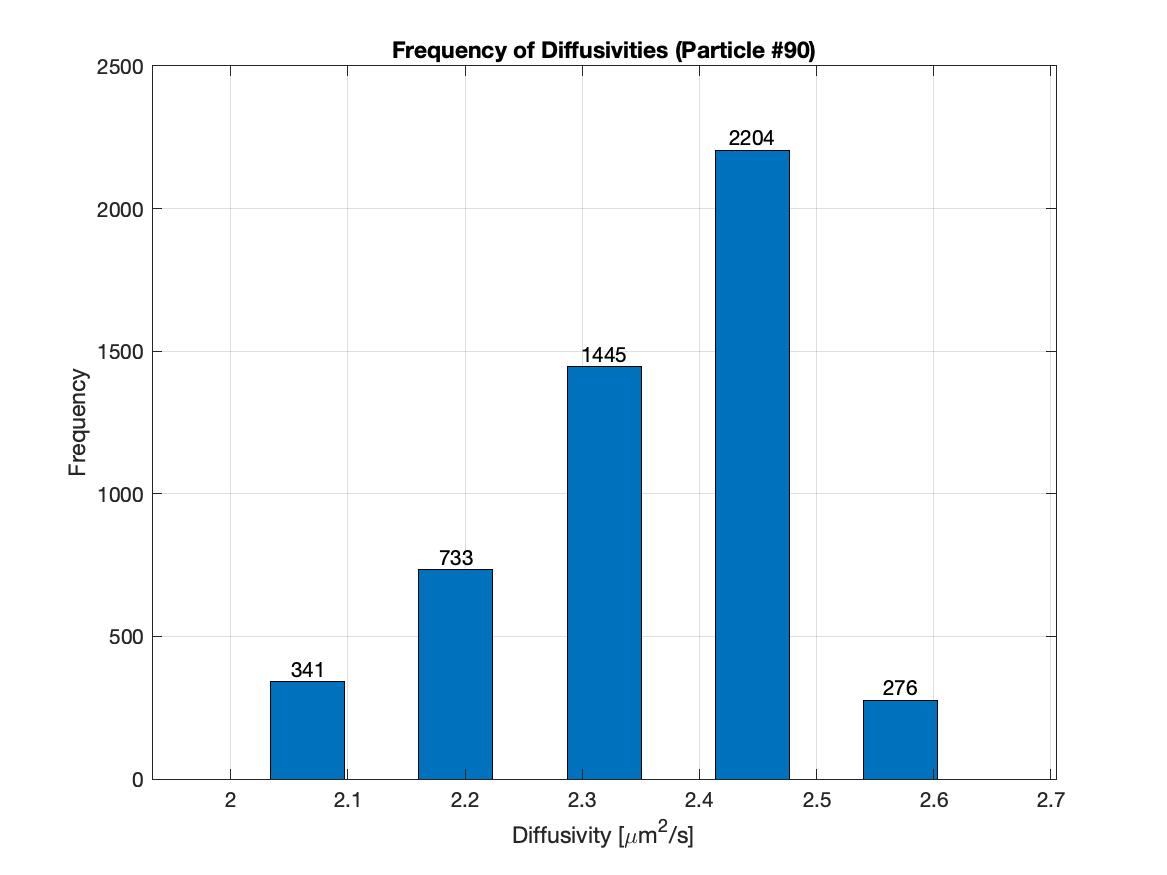 Frequency of Diffusivities (Particle #90)
2500
2000
1500
1000
500
0
Frequency
341
733
1445
2204
276
2 2.1 2.2 2.3 2.4 2.5 2.6 2.7
Diffusivity [μm²/s]